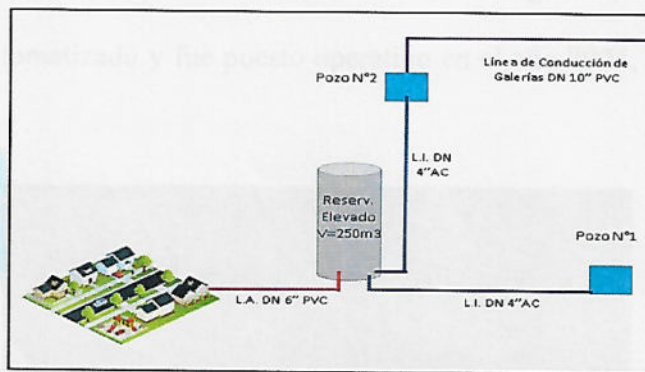 Pozo N°2
Línea de Conducción de
Galerías DN 10” PVC
L.I. DN
4”AC
Reserv.
Elevado
V=250m3
Pozo N°1
L.A. DN 6” PVC
L.I. DN 4”AC